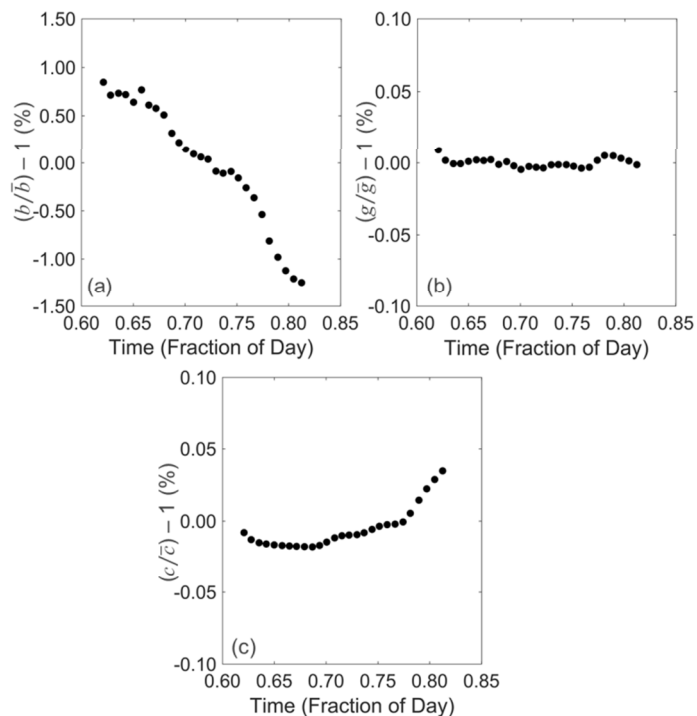 1.00
0.50
0.00
-0.50
-1.00
-1.50
(b/b̄) – 1 (%)
(a)
0.60 0.65 0.70 0.75 0.80 0.85
Time (Fraction of Day)
0.10
0.05
0.00
-0.05
-0.10
(g/ḡ) – 1 (%)
(b)
0.60 0.65 0.70 0.75 0.80 0.85
Time (Fraction of Day)
0.10
0.05
0.00
-0.05
-0.10
(c/c̄) – 1 (%)
(c)
0.60 0.65 0.70 0.75 0.80 0.85
Time (Fraction of Day)